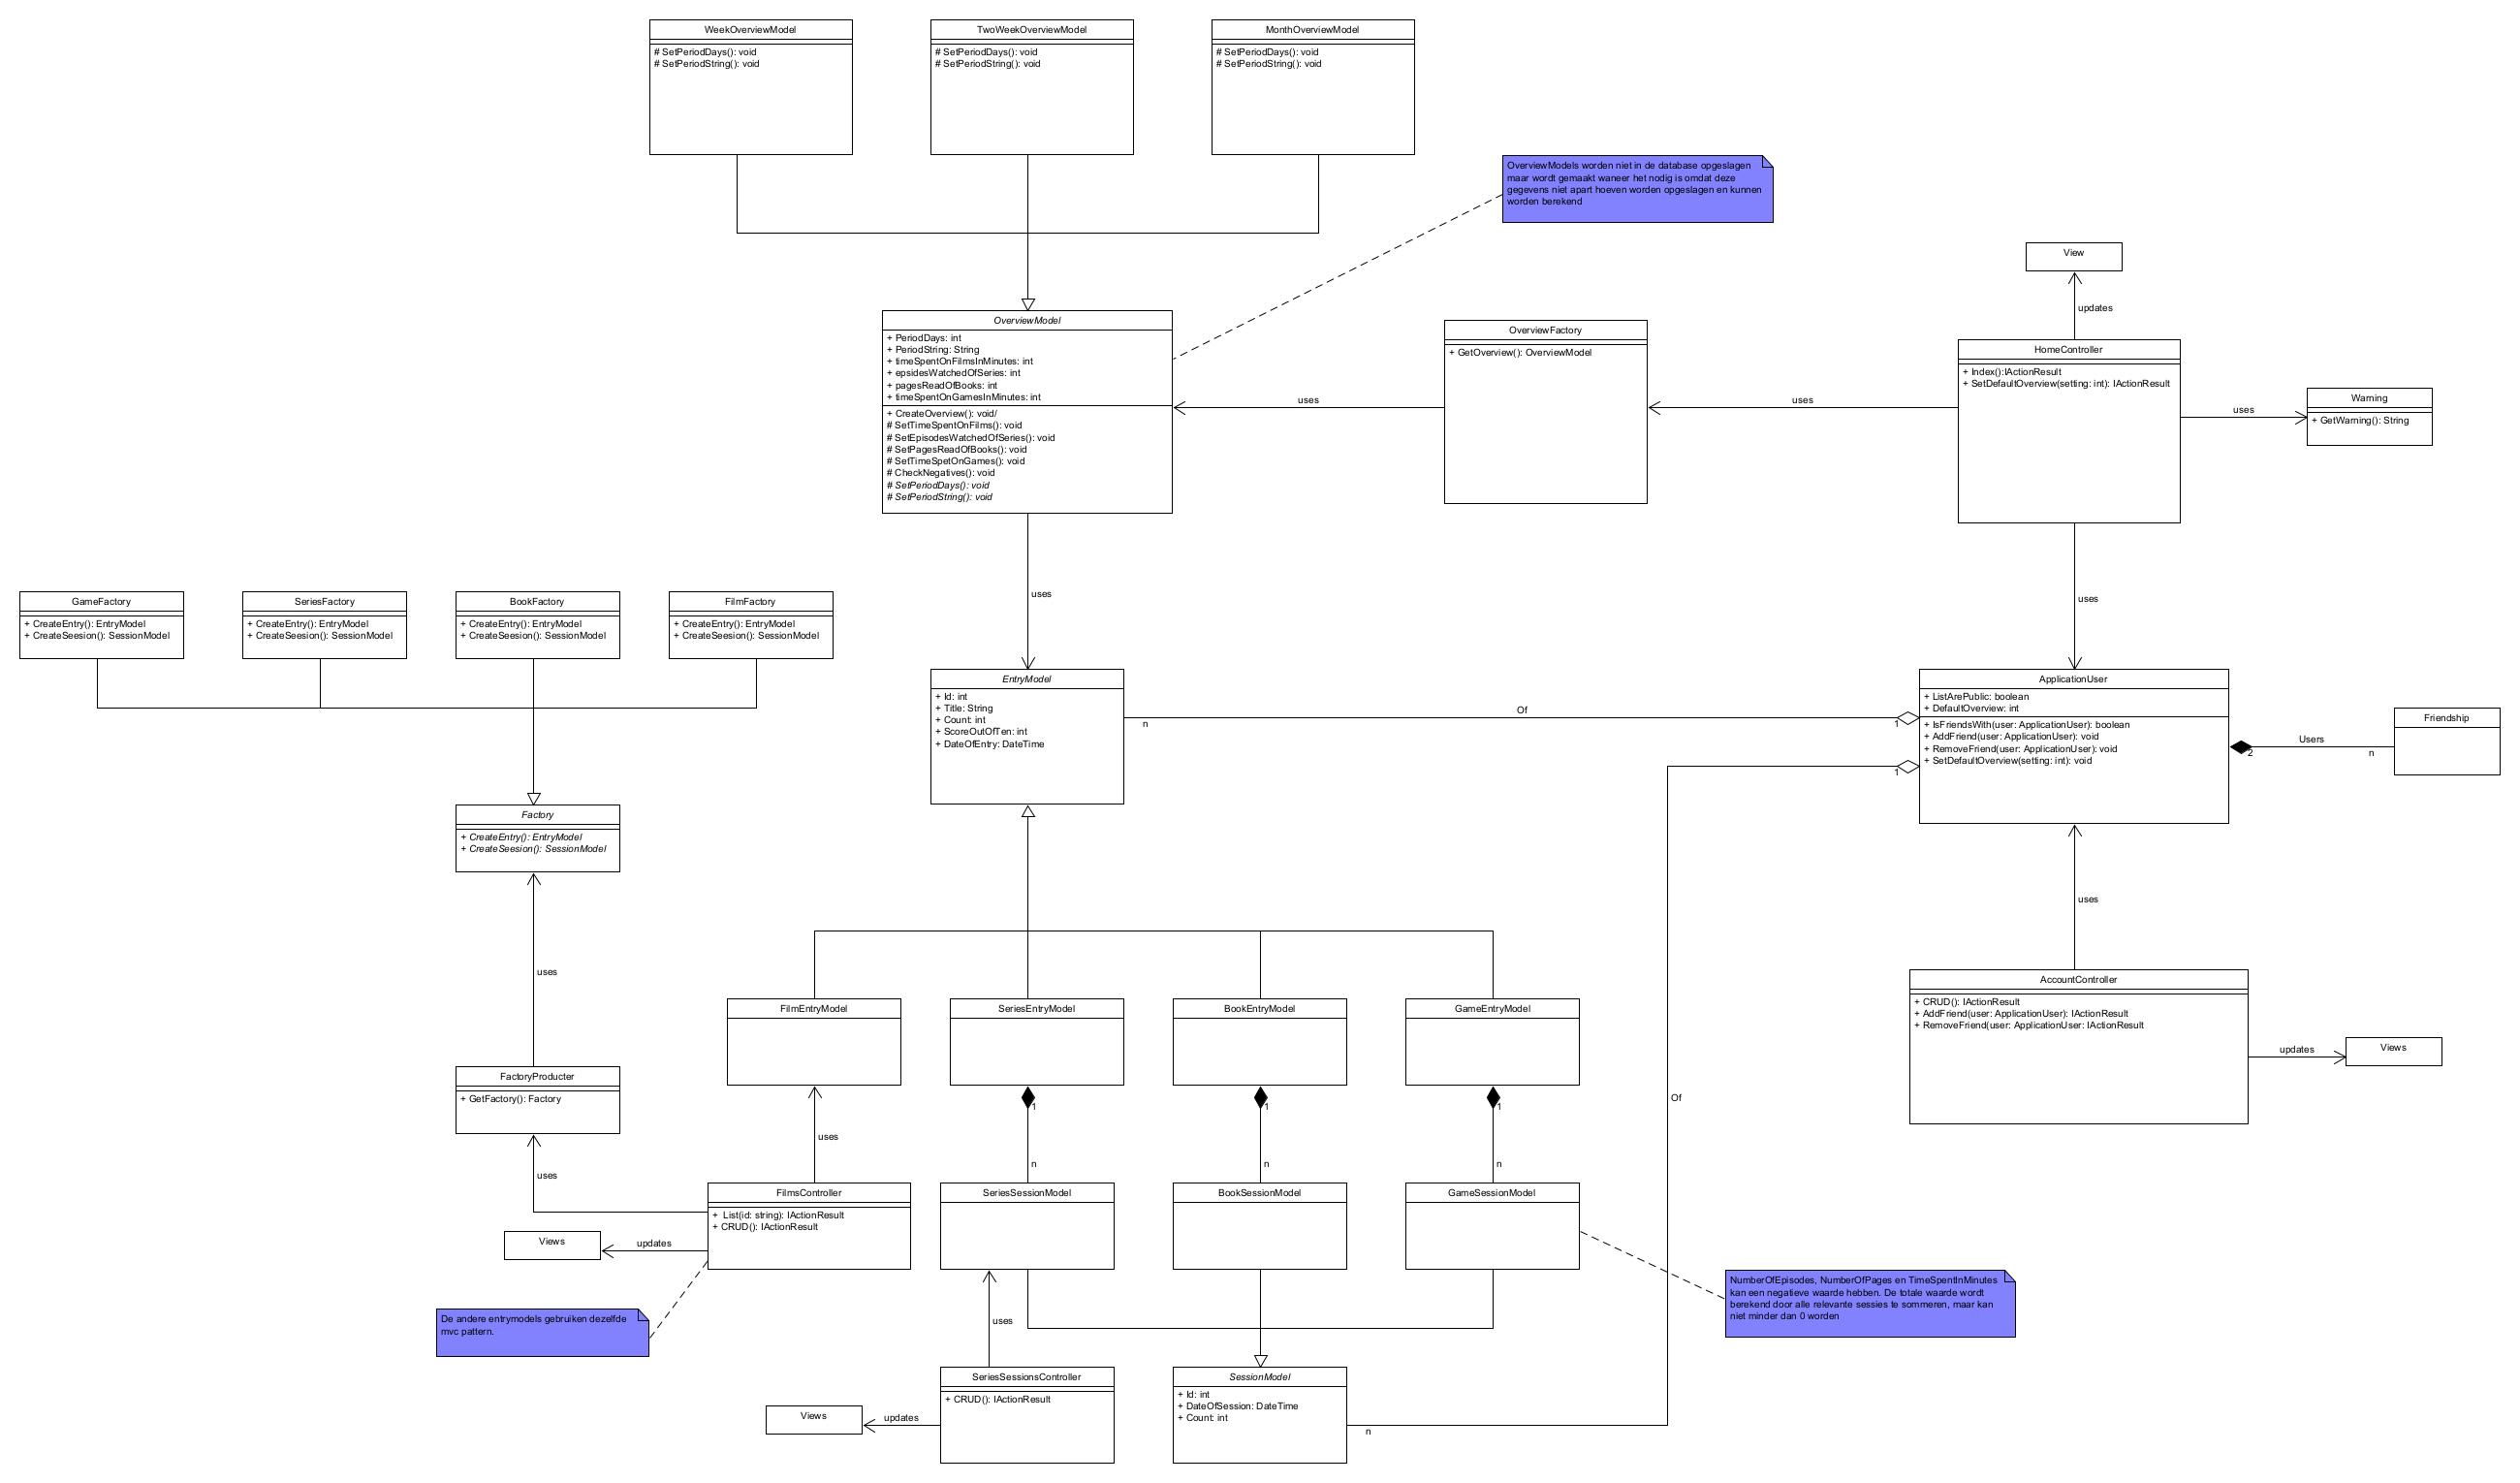 WeekOverviewModel
# SetPeriodDays(): void
# SetPeriodString(): void
TwoWeekOverviewModel
# SetPeriodDays(): void
# SetPeriodString(): void
MonthOverviewModel
# SetPeriodDays(): void
# SetPeriodString(): void
OverviewModels worden niet in de database opgeslagen
maar wordt gemaakt waneer het nodig is omdat deze
gegevens niet apart hoeven worden opgeslagen en kunnen
worden berekend
View
updates
OverviewModel
+ PeriodDays: int
+ PeriodString: String
+ timeSpentOnFilmsInMinutes: int
+ epsidesWatchedOfSeries: int
+ pagesReadOfBooks: int
+ timeSpentOnGamesInMinutes: int
+ CreateOverview(): void/
# SetTimeSpentOnFilms(): void
# SetEpisodesWatchedOfSeries(): void
# SetPagesReadOfBooks(): void
# SetTimeSpetOnGames(): void
# CheckNegatives(): void
# SetPeriodDays(): void
# SetPeriodString(): void
uses
OverviewFactory
+ GetOverview(): OverviewModel
uses
HomeController
+ Index():IActionResult
+ SetDefaultOverview(setting: int): IActionResult
uses
Warning
+ GetWarning(): String
uses
uses
GameFactory
+ CreateEntry(): EntryModel
+ CreateSeesion(): SessionModel
SeriesFactory
+ CreateEntry(): EntryModel
+ CreateSeesion(): SessionModel
BookFactory
+ CreateEntry(): EntryModel
+ CreateSeesion(): SessionModel
FilmFactory
+ CreateEntry(): EntryModel
+ CreateSeesion(): SessionModel
EntryModel
+ Id: int
+ Title: String
+ Count: int
+ ScoreOutOfTen: int
+ DateOfEntry: DateTime
n
Of
1
1
ApplicationUser
+ ListArePublic: boolean
+ DefaultOverview: int
+ IsFriendsWith(user: ApplicationUser): boolean
+ AddFriend(user: ApplicationUser): void
+ RemoveFriend(user: ApplicationUser): void
+ SetDefaultOverview(setting: int): void
2
Users
n
Friendship
Factory
+ CreateEntry(): EntryModel
+ CreateSeesion(): SessionModel
uses
uses
FactoryProducter
+ GetFactory(): Factory
uses
FilmEntryModel
SeriesEntryModel
BookEntryModel
GameEntryModel
AccountController
+ CRUD(): IActionResult
+ AddFriend(user: ApplicationUser): IActionResult
+ RemoveFriend(user: ApplicationUser: IActionResult
updates
Views
uses
1
1
1
n
n
n
Of
FilmsController
+  List(id: string): IActionResult
+ CRUD(): IActionResult
updates
Views
SeriesSessionModel
BookSessionModel
GameSessionModel
De andere entrymodels gebruiken dezelfde
mvc pattern.
NumberOfEpisodes, NumberOfPages en TimeSpentInMinutes
kan een negatieve waarde hebben. De totale waarde wordt
berekend door alle relevante sessies te sommeren, maar kan
niet minder dan 0 worden
uses
SeriesSessionsController
+ CRUD(): IActionResult
updates
Views
SessionModel
+ Id: int
+ DateOfSession: DateTime
+ Count: int
n